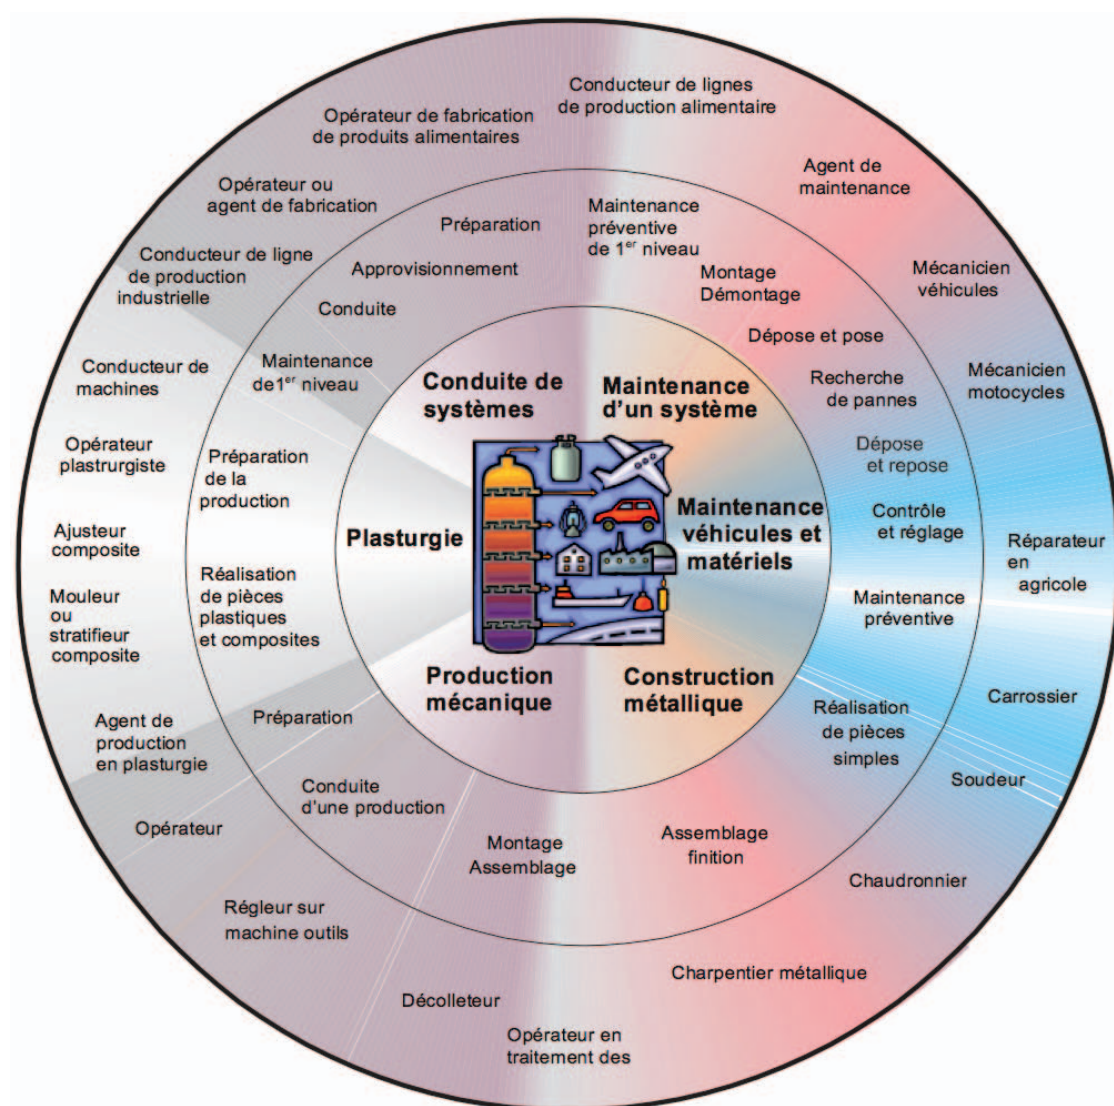 Conducteur de lignes
de production alimentaire
Opérateur de fabrication
de produits alimentaires
Agent de
maintenance
Opérateur ou
agent de fabrication
Préparation
Maintenance
préventive
de 1er niveau
Conducteur de ligne
de production
industrielle
Approvisionnement
Montage
Démontage
Mécanicien
véhicules
Conduite
Dépose et pose
Conducteur de
machines
Maintenance
de1er niveau
Conduite de
systèmes
Maintenance
d'un système
Recherche
de pannes
Mécanicien
motocycles
Opérateur
plastrurgiste
Préparation
de la
production
Dépose
et repose
Ajusteur
composite
Plasturgie
Maintenance
véhicules et
matériels
Contrôle
et réglage
Réparateur
en
agricole
Mouleur
ou
stratifieur
composite
Réalisation
de pièces
plastiques
et composites
Maintenance
préventive
Production
mécanique
Construction
métallique
Carrossier
Agent de
production
en plasturgie
Préparation
Réalisation
de pièces
simples
Soudeur
Opérateur
Conduite
d'une production
Montage
Assemblage
Assemblage
finition
Chaudronnier
Régleur sur
machine outils
Charpentier métallique
Décolleteur
Opérateur en
traitement des